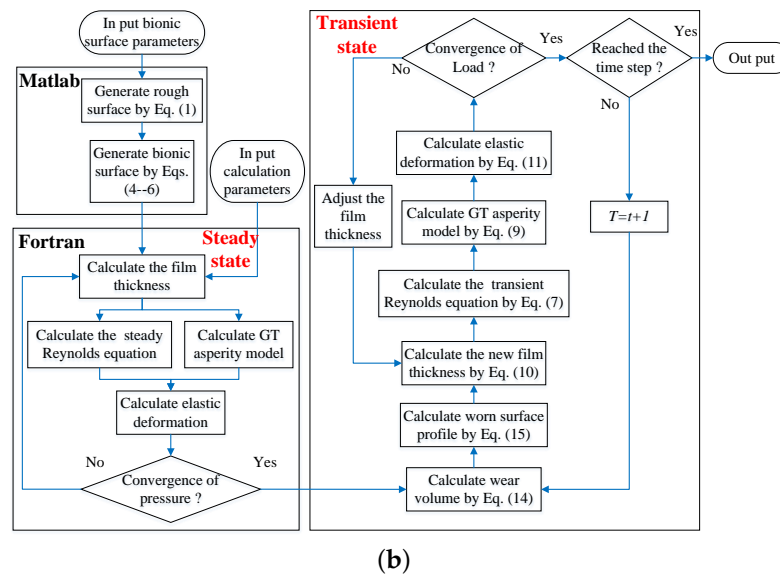 In put bionic
surface parameters
Matlab
Generate rough
surface by Eq. (1)
Generate bionic
surface by Eqs.
(4--6)
In put
calculation
parameters
Fortran
Steady
state
Calculate the film
thickness
Calculate the steady
Reynolds equation
Calculate GT
asperity model
Calculate elastic
deformation
No
Yes
Convergence of
pressure ?
Transient
state
Convergence of
Load ?
Yes
No
Reached the
time step ?
Yes
No
Out put
Calculate elastic
deformation by Eq. (11)
Adjust the
film
thickness
Calculate GT asperity
model by Eq. (9)
T=t+1
Calculate the transient
Reynolds equation by Eq. (7)
Calculate the new film
thickness by Eq. (10)
Calculate worn surface
profile by Eq. (15)
Calculate wear
volume by Eq. (14)
(b)